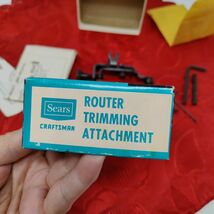 Sears
CRAFTSMAN
ROUTER
TRIMMING
ATTACHMENT